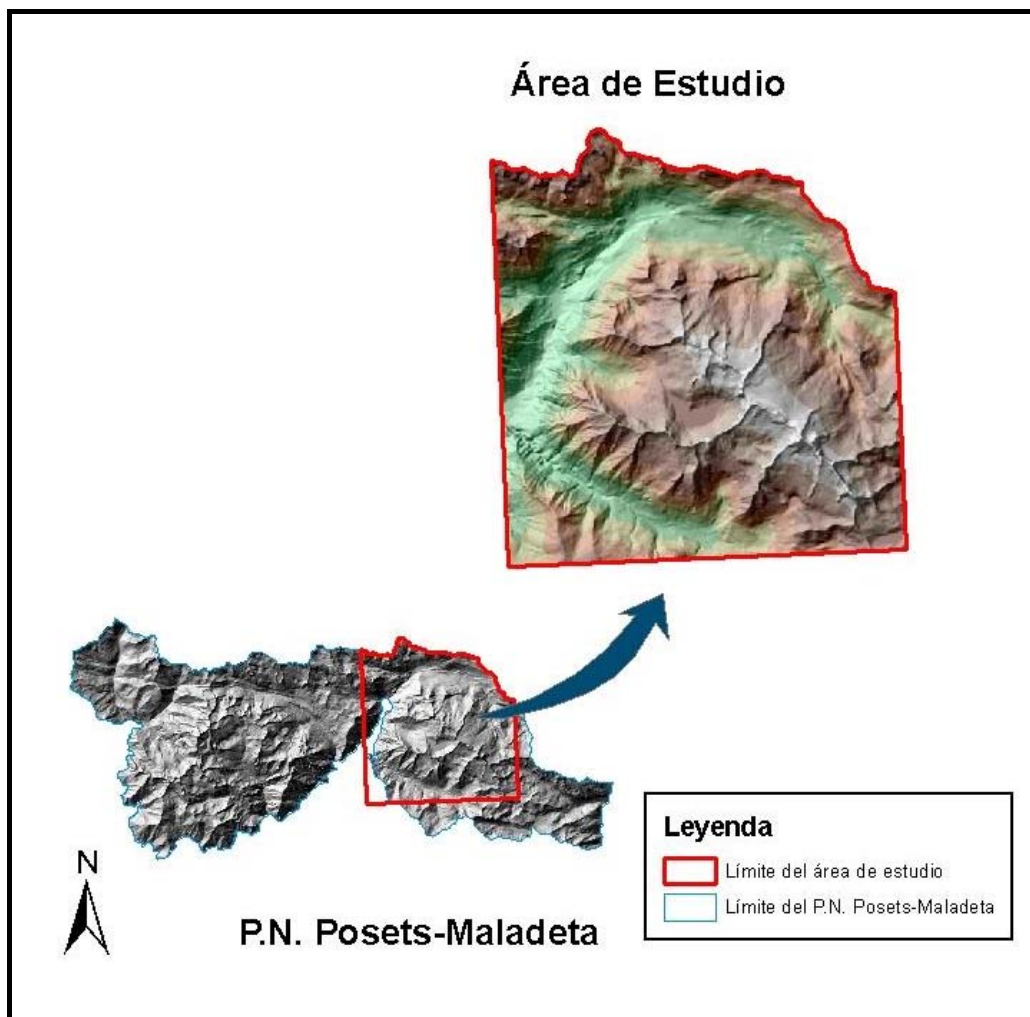 Área de Estudio
N
P.N. Posets-Maladeta
Leyenda
Límite del área de estudio
Límite del P.N. Posets-Maladeta